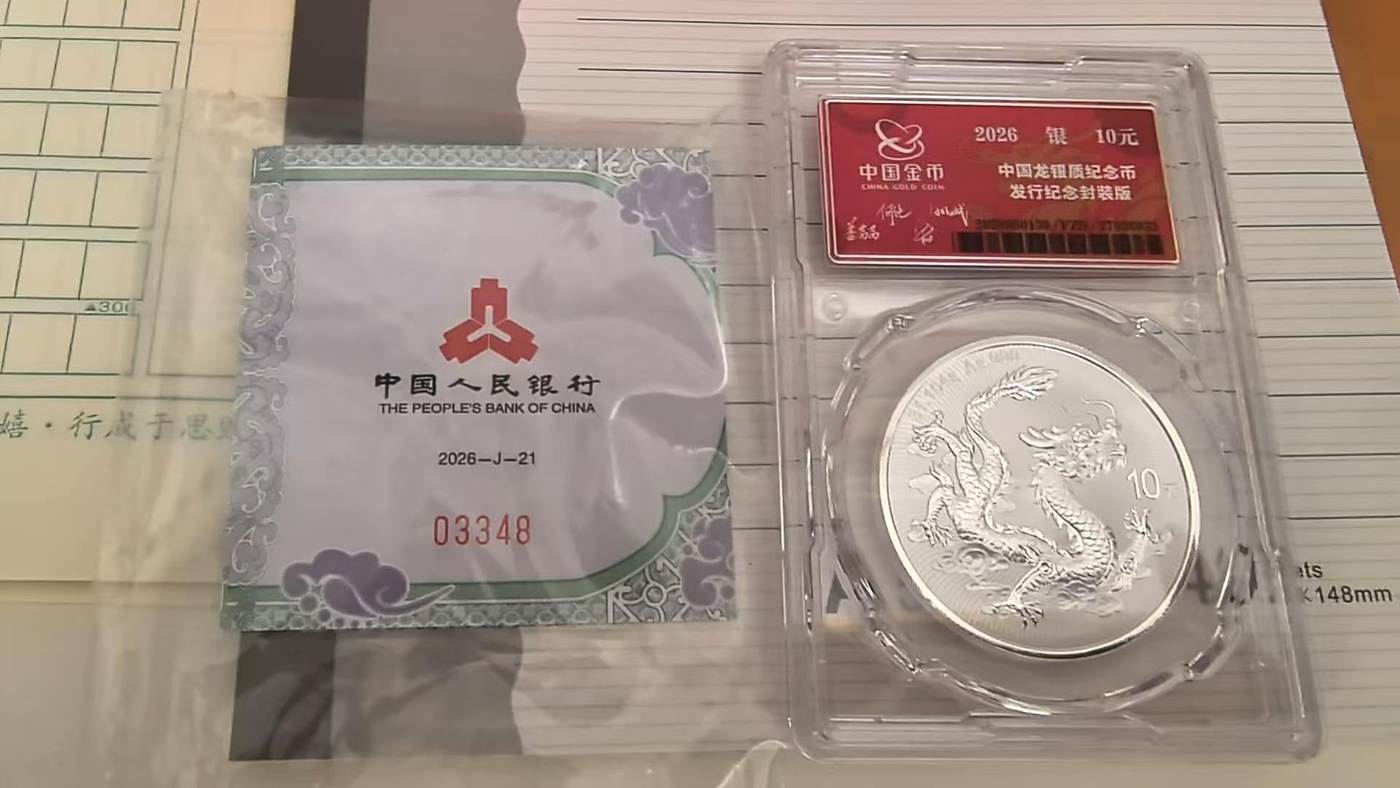 ▲300
嬉·行成于思
中国人民银行
THE PEOPLE'S BANK OF CHINA
2026-J-21
03348
2026 银 10元
中国金币
CHINA GOLD COIN
中国龙银质纪念币
发行纪念封装版
10元
ets
×148mm